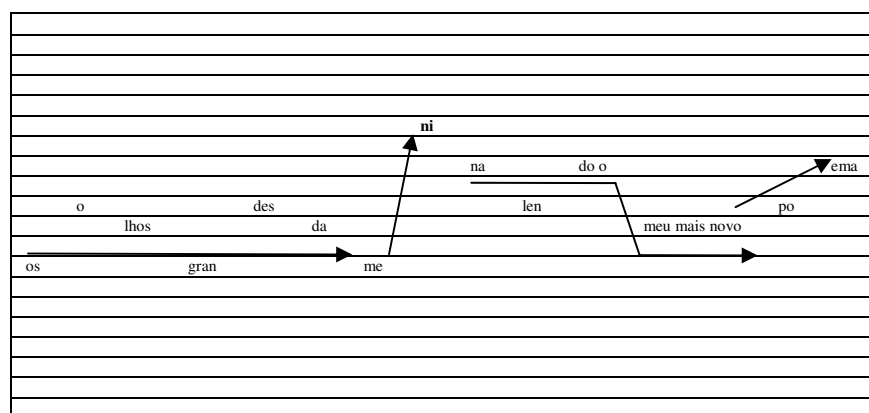 ni
na do o ema
o des len po
lhos da meu mais novo
os gran me